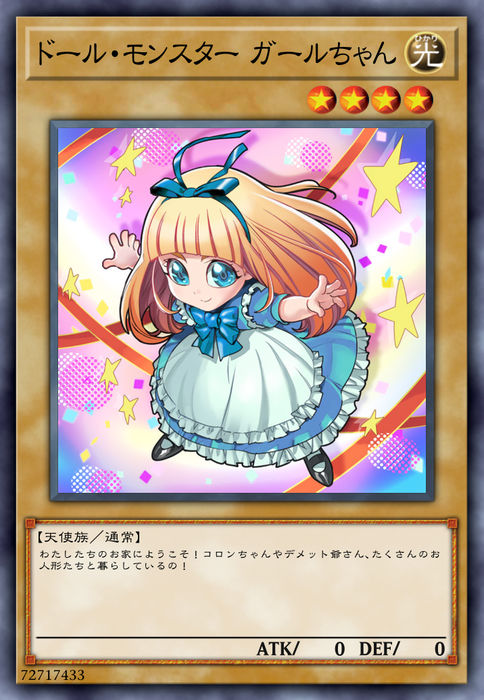 ドール・モンスター ガールちゃん
ひかり
光
【天使族／通常】
わたしたちのお家にようこそ！コロンちゃんやデメット爺さん、たくさんのお
人形たちと暮らしているの！
ATK/ 0 DEF/ 0
72717433